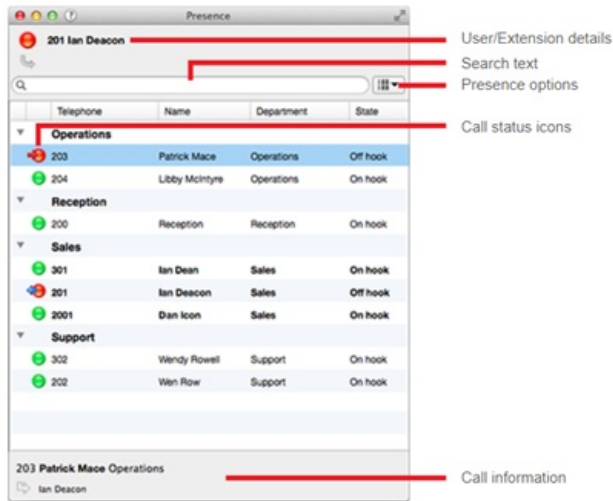 Presence
201 Ian Deacon
User/Extension details
Search text
Presence options
Telephone Name Department State
Call status icons
Operations
203 Patrick Mace Operations Off hook
204 Libby McIntyre Operations On hook
Reception
200 Reception Reception On hook
Sales
301 Ian Dean Sales On hook
201 Ian Deacon Sales Off hook
2001 Dan Icon Sales On hook
Support
302 Wendy Rowell Support On hook
202 Wen Row Support On hook
203 Patrick Mace Operations
Call information
Ian Deacon